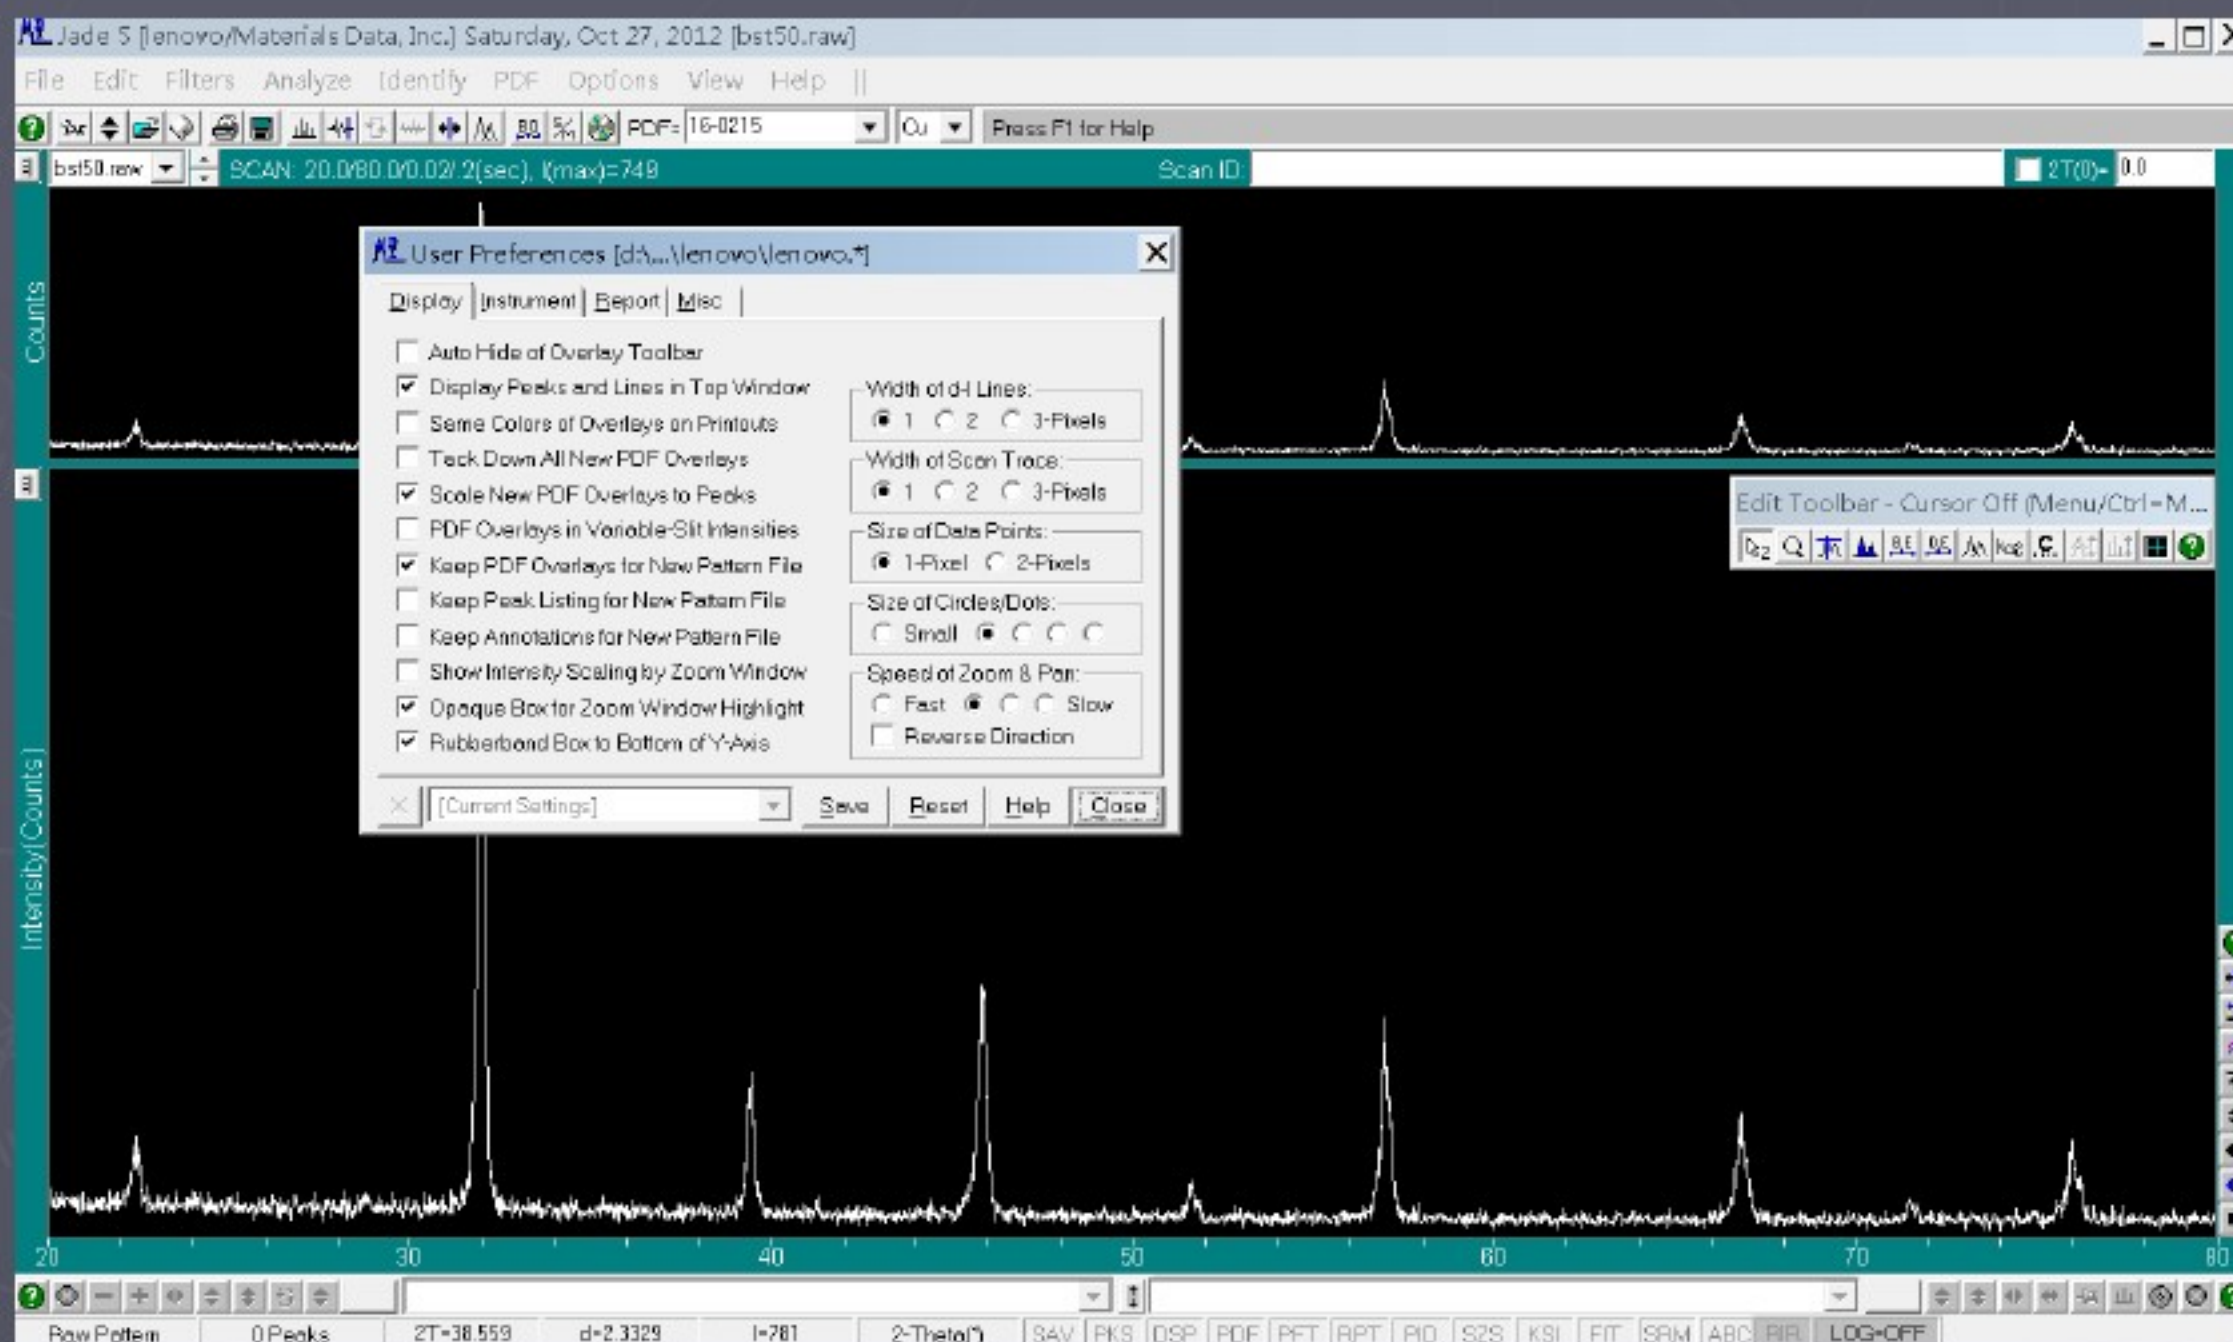 Jade 5 [lenovo/Materials Data, Inc.] Saturday, Oct 27, 2012 [bst50.raw]
File Edit Filters Analyze Identify PDF Options View Help
PDF= 16-0215 Cu Press F1 for Help
bst50.raw SCAN: 20.0/80.0/0.02/.2(sec), I(max)=749 Scan ID: 2T(0)= 0.0
Counts
User Preferences [d:\...\lenovo\lenovo.*]
Display Instrument Report Misc
Auto Hide of Overlay Toolbar
Display Peaks and Lines in Top Window
Same Colors of Overlays on Printouts
Tack Down All New PDF Overlays
Scale New PDF Overlays to Peaks
PDF Overlays in Variable-Slit Intensities
Keep PDF Overlays for New Pattern File
Keep Peak Listing for New Pattern File
Keep Annotations for New Pattern File
Show Intensity Scaling by Zoom Window
Opaque Box for Zoom Window Highlight
Rubberband Box to Bottom of Y-Axis
Width of d-I Lines:
1 2 3-Pixels
Width of Scan Trace:
1 2 3-Pixels
Size of Data Points:
1-Pixel 2-Pixels
Size of Circles/Dots:
Small
Speed of Zoom & Pan:
Fast Slow
Reverse Direction
[Current Settings] Save Reset Help Close
Edit Toolbar - Cursor Off (Menu/Ctrl=M...
Intensity(Counts)
20 30 40 50 60 70 80
Raw Pattern 0 Peaks 2T=38.559 d=2.3329 I=781 2-Theta(°) SAV PKS DSP PDF PFT RPT PID SZS KSI FIT SRM ABC RIR LOG=OFF